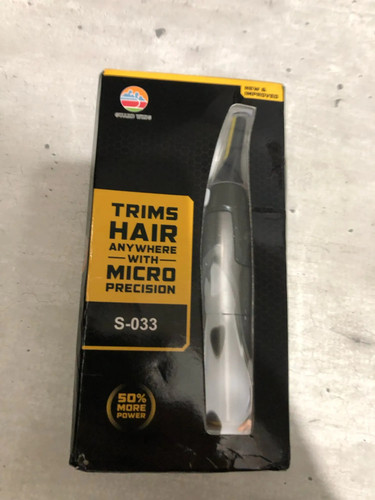 NEW &
IMPROVED
TRIMS
HAIR
ANYWHERE
WITH
MICRO
PRECISION
S-033
50%
MORE
POWER